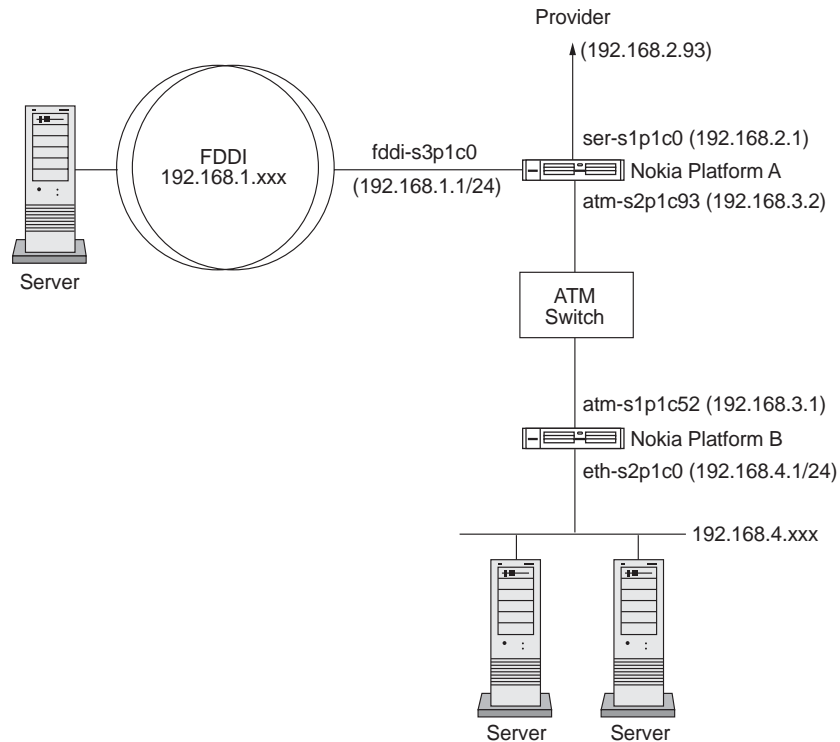 Provider
(192.168.2.93)
FDDI
192.168.1.xxx
fddi-s3p1c0
(192.168.1.1/24)
ser-s1p1c0 (192.168.2.1)
Nokia Platform A
atm-s2p1c93 (192.168.3.2)
Server
ATM
Switch
atm-s1p1c52 (192.168.3.1)
Nokia Platform B
eth-s2p1c0 (192.168.4.1/24)
192.168.4.xxx
Server
Server